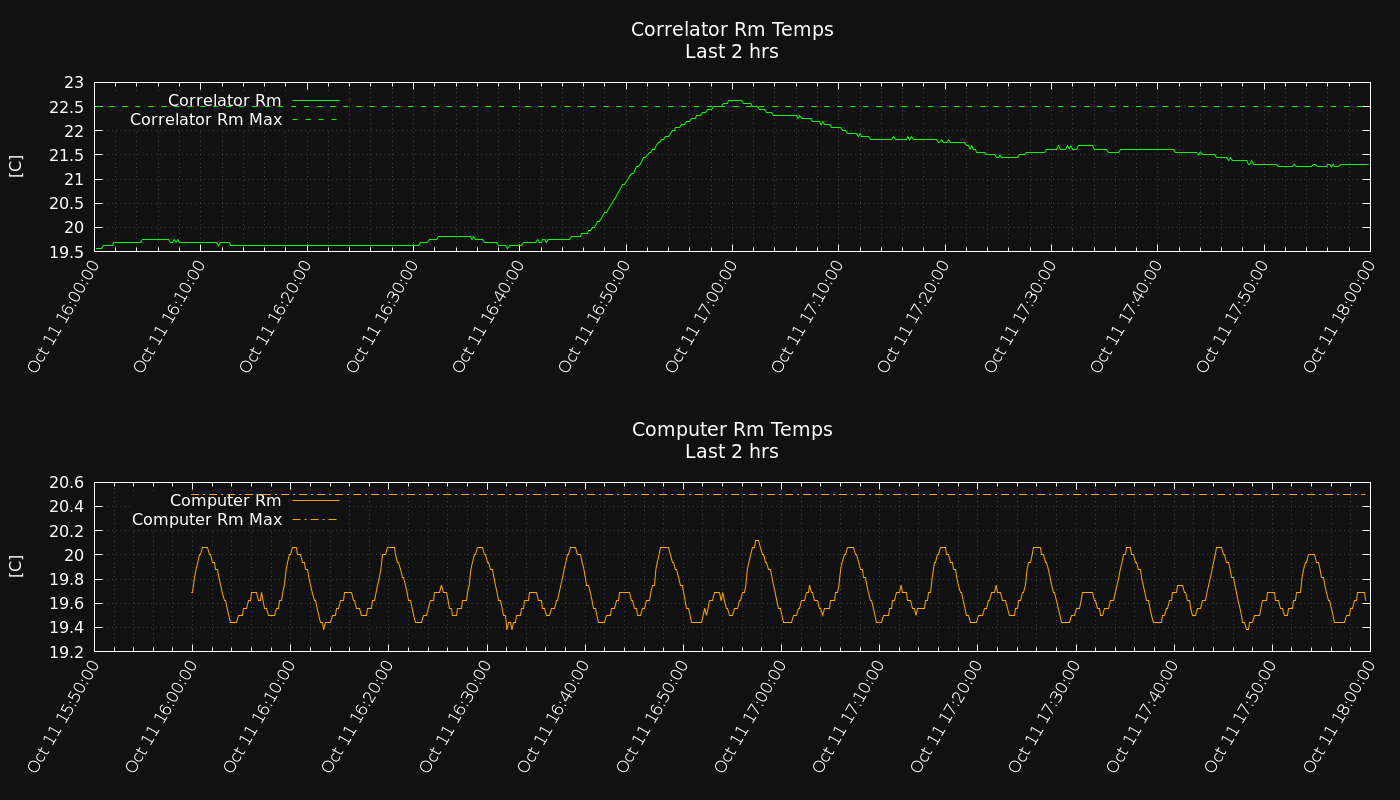 Correlator Rm Temps
Last 2 hrs
23
22.5
22
21.5
21
20.5
20
19.5
[C]
Correlator Rm
Correlator Rm Max
Oct 11 16:00:00
Oct 11 16:10:00
Oct 11 16:20:00
Oct 11 16:30:00
Oct 11 16:40:00
Oct 11 16:50:00
Oct 11 17:00:00
Oct 11 17:10:00
Oct 11 17:20:00
Oct 11 17:30:00
Oct 11 17:40:00
Oct 11 17:50:00
Oct 11 18:00:00
Computer Rm Temps
Last 2 hrs
20.6
20.4
20.2
20
19.8
19.6
19.4
19.2
[C]
Computer Rm
Computer Rm Max
Oct 11 15:50:00
Oct 11 16:00:00
Oct 11 16:10:00
Oct 11 16:20:00
Oct 11 16:30:00
Oct 11 16:40:00
Oct 11 16:50:00
Oct 11 17:00:00
Oct 11 17:10:00
Oct 11 17:20:00
Oct 11 17:30:00
Oct 11 17:40:00
Oct 11 17:50:00
Oct 11 18:00:00